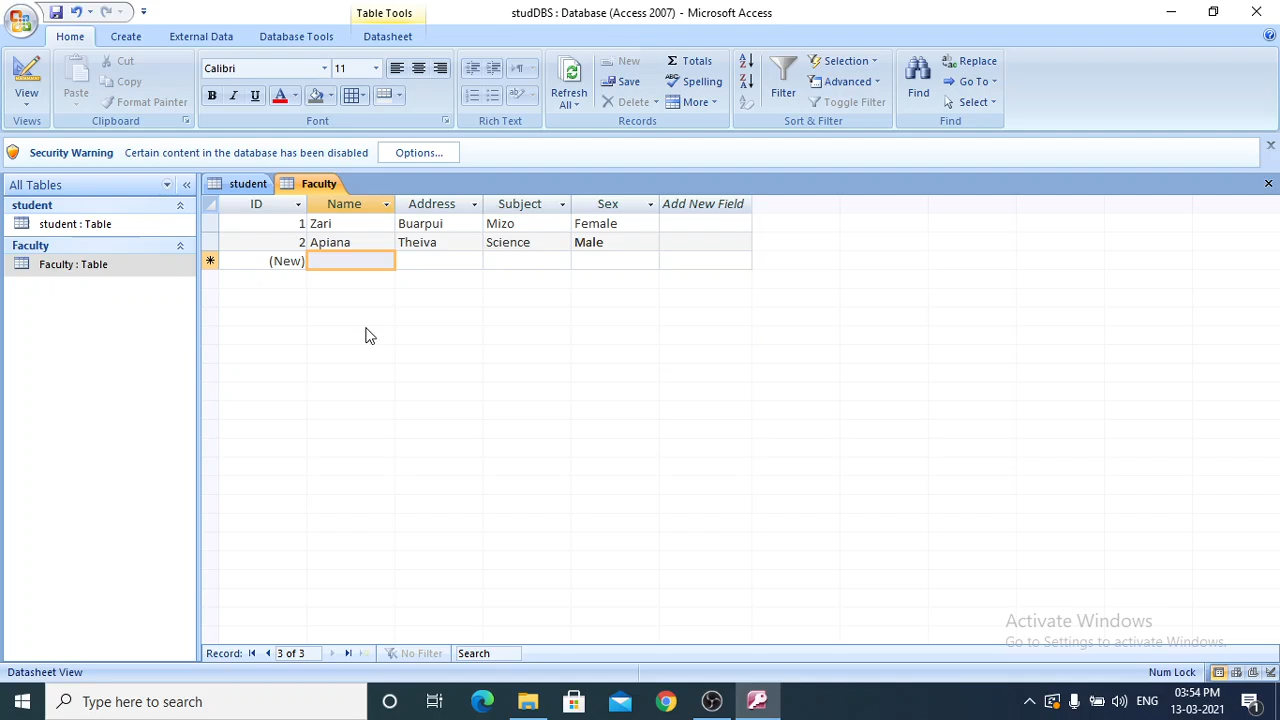 Table Tools
studDBS : Database (Access 2007) - Microsoft Access
Home Create External Data Database Tools Datasheet
View
Views
Paste
Cut
Copy
Format Painter
Clipboard
Calibri 11
B I U A
Font
Rich Text
Refresh All
New
Save
Delete
Totals
Spelling
More
Records
Filter
Selection
Advanced
Toggle Filter
Sort & Filter
Find
Replace
Go To
Select
Find
Security Warning Certain content in the database has been disabled Options...
All Tables
student
student : Table
Faculty
Faculty : Table
student Faculty
ID Name Address Subject Sex Add New Field
1 Zari Buarpui Mizo Female
2 Apiana Theiva Science Male
(New)
Activate Windows
Go to Settings to activate Windows.
Record: 3 of 3 No Filter Search
Datasheet View Num Lock
Type here to search
ENG
03:54 PM
13-03-2021
1